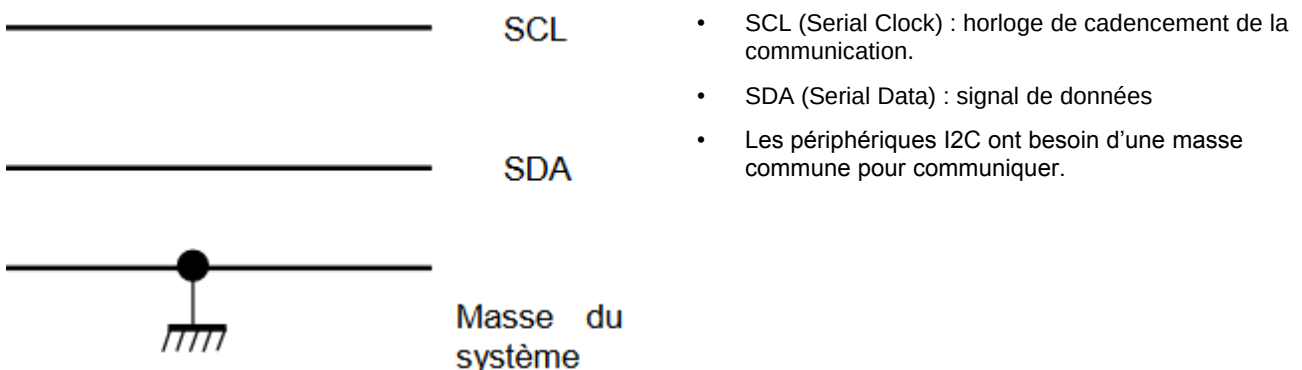 SCL
SDA
Masse du
système
• SCL (Serial Clock) : horloge de cadencement de la
communication.
• SDA (Serial Data) : signal de données
• Les périphériques I2C ont besoin d’une masse
commune pour communiquer.